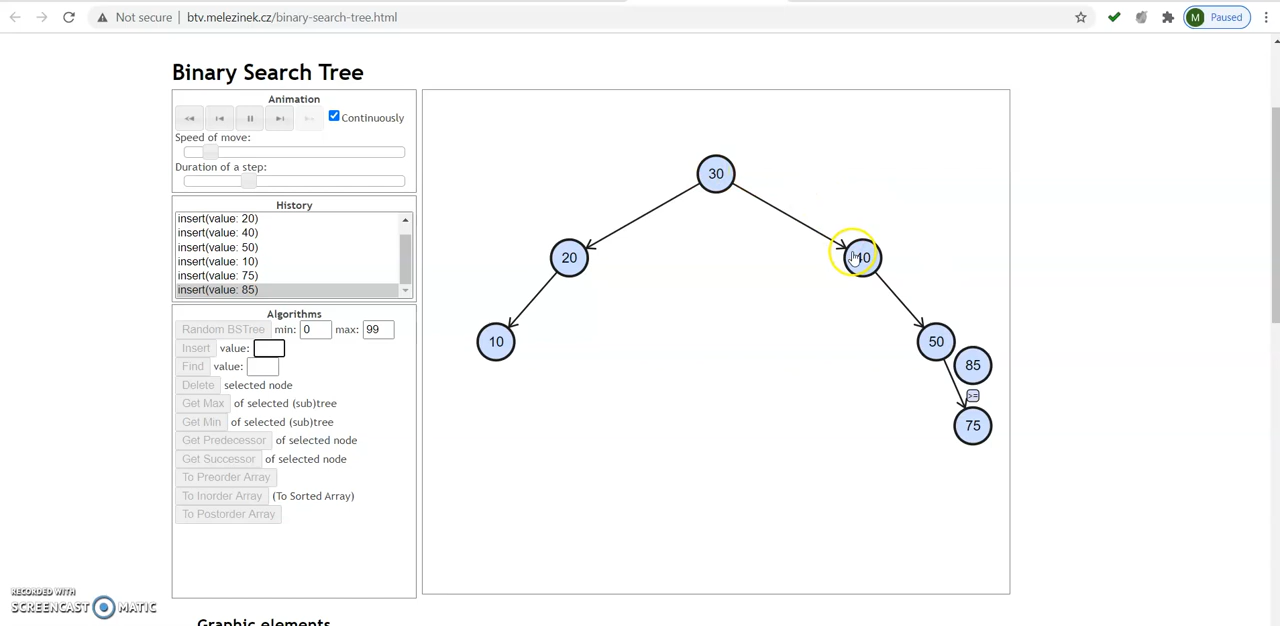 Not secure | btv.melezinek.cz/binary-search-tree.html
M Paused
Binary Search Tree
Animation
Continuously
Speed of move:
Duration of a step:
History
insert(value: 20)
insert(value: 40)
insert(value: 50)
insert(value: 10)
insert(value: 75)
insert(value: 85)
Algorithms
Random BSTree min: 0 max: 99
Insert value:
Find value:
Delete selected node
Get Max of selected (sub)tree
Get Min of selected (sub)tree
Get Predecessor of selected node
Get Successor of selected node
To Preorder Array
To Inorder Array (To Sorted Array)
To Postorder Array
30
20
40
10
50
85
>=
75
RECORDED WITH
SCREENCAST MATIC
Graphic elements